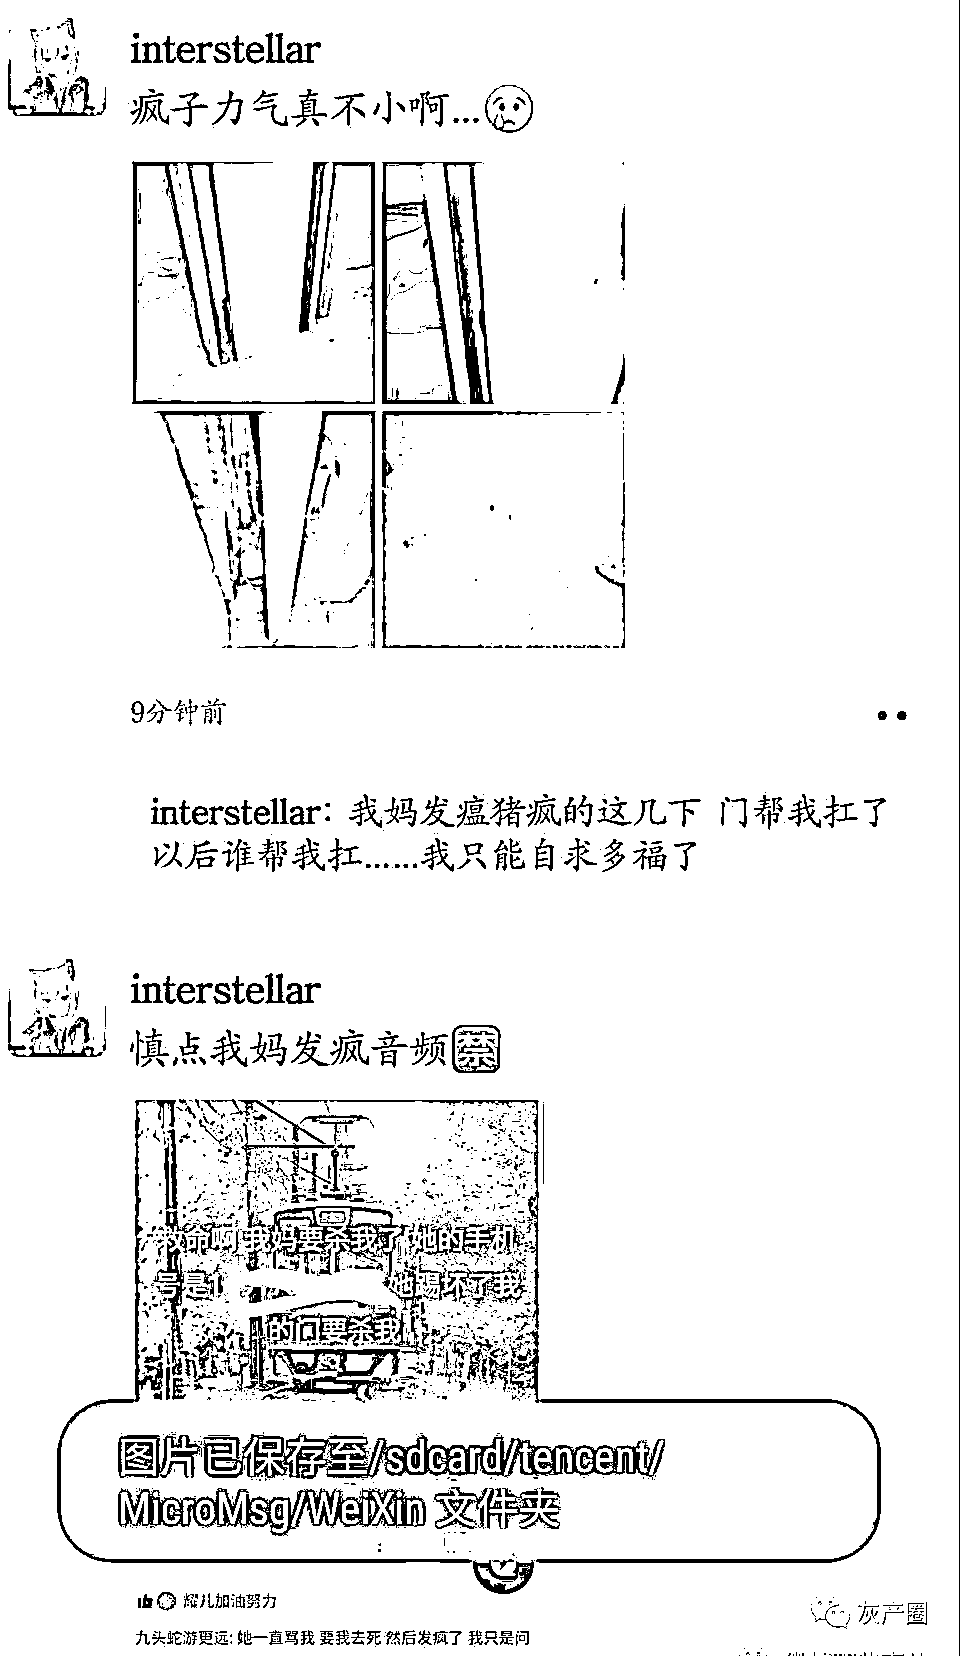 interstellar
疯子力气真不小啊...
9分钟前
interstellar: 我妈发瘟猪疯的这几下 门帮我扛了
以后谁帮我扛......我只能自求多福了
interstellar
慎点我妈发疯音频
救命啊 我妈要杀我了 她的手机
号是1 她踢坏了我
的门要杀我
图片已保存至/sdcard/tencent/
MicroMsg/WeiXin 文件夹
耀儿加油努力
九头蛇游更远: 她一直骂我 要我去死 然后发疯了 我只是问
灰产圈